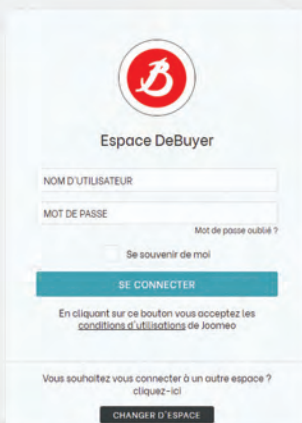 Espace DeBuyer
NOM D'UTILISATEUR
MOT DE PASSE
Mot de passe oublié ?
Se souvenir de moi
SE CONNECTER
En cliquant sur ce bouton vous acceptez les
conditions d'utilisations de Joomeo
Vous souhaitez vous connecter à un autre espace ?
cliquez-ici
CHANGER D'ESPACE